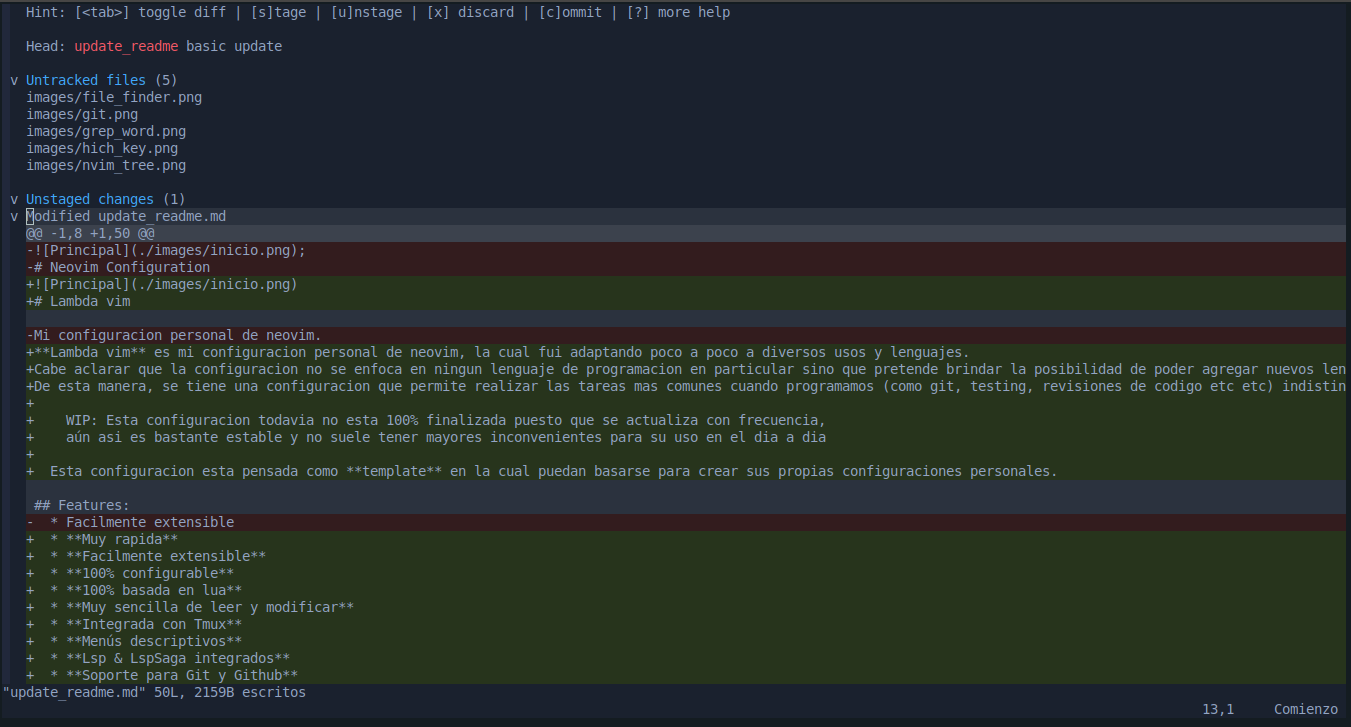 Hint: [<tab>] toggle diff | [s]tage | [u]nstage | [x] discard | [c]ommit | [?] more help
Head: update_readme basic update
v Untracked files (5)
images/file_finder.png
images/git.png
images/grep_word.png
images/hich_key.png
images/nvim_tree.png
v Unstaged changes (1)
v Modified update_readme.md
@@ -1,8 +1,50 @@
-![Principal](./images/inicio.png);
-# Neovim Configuration
+![Principal](./images/inicio.png)
+# Lambda vim
-Mi configuracion personal de neovim.
+**Lambda vim** es mi configuracion personal de neovim, la cual fui adaptando poco a poco a diversos usos y lenguajes.
+Cabe aclarar que la configuracion no se enfoca en ningun lenguaje de programacion en particular sino que pretende brindar la posibilidad de poder agregar nuevos len
+De esta manera, se tiene una configuracion que permite realizar las tareas mas comunes cuando programamos (como git, testing, revisiones de codigo etc etc) indistin
+
+    WIP: Esta configuracion todavia no esta 100% finalizada puesto que se actualiza con frecuencia,
+    aún asi es bastante estable y no suele tener mayores inconvenientes para su uso en el dia a dia
+
+  Esta configuracion esta pensada como **template** en la cual puedan basarse para crear sus propias configuraciones personales.
## Features:
-  * Facilmente extensible
+  * **Muy rapida**
+  * **Facilmente extensible**
+  * **100% configurable**
+  * **100% basada en lua**
+  * **Muy sencilla de leer y modificar**
+  * **Integrada con Tmux**
+  * **Menús descriptivos**
+  * **Lsp & LspSaga integrados**
+  * **Soporte para Git y Github**
"update_readme.md" 50L, 2159B escritos
13,1 Comienzo